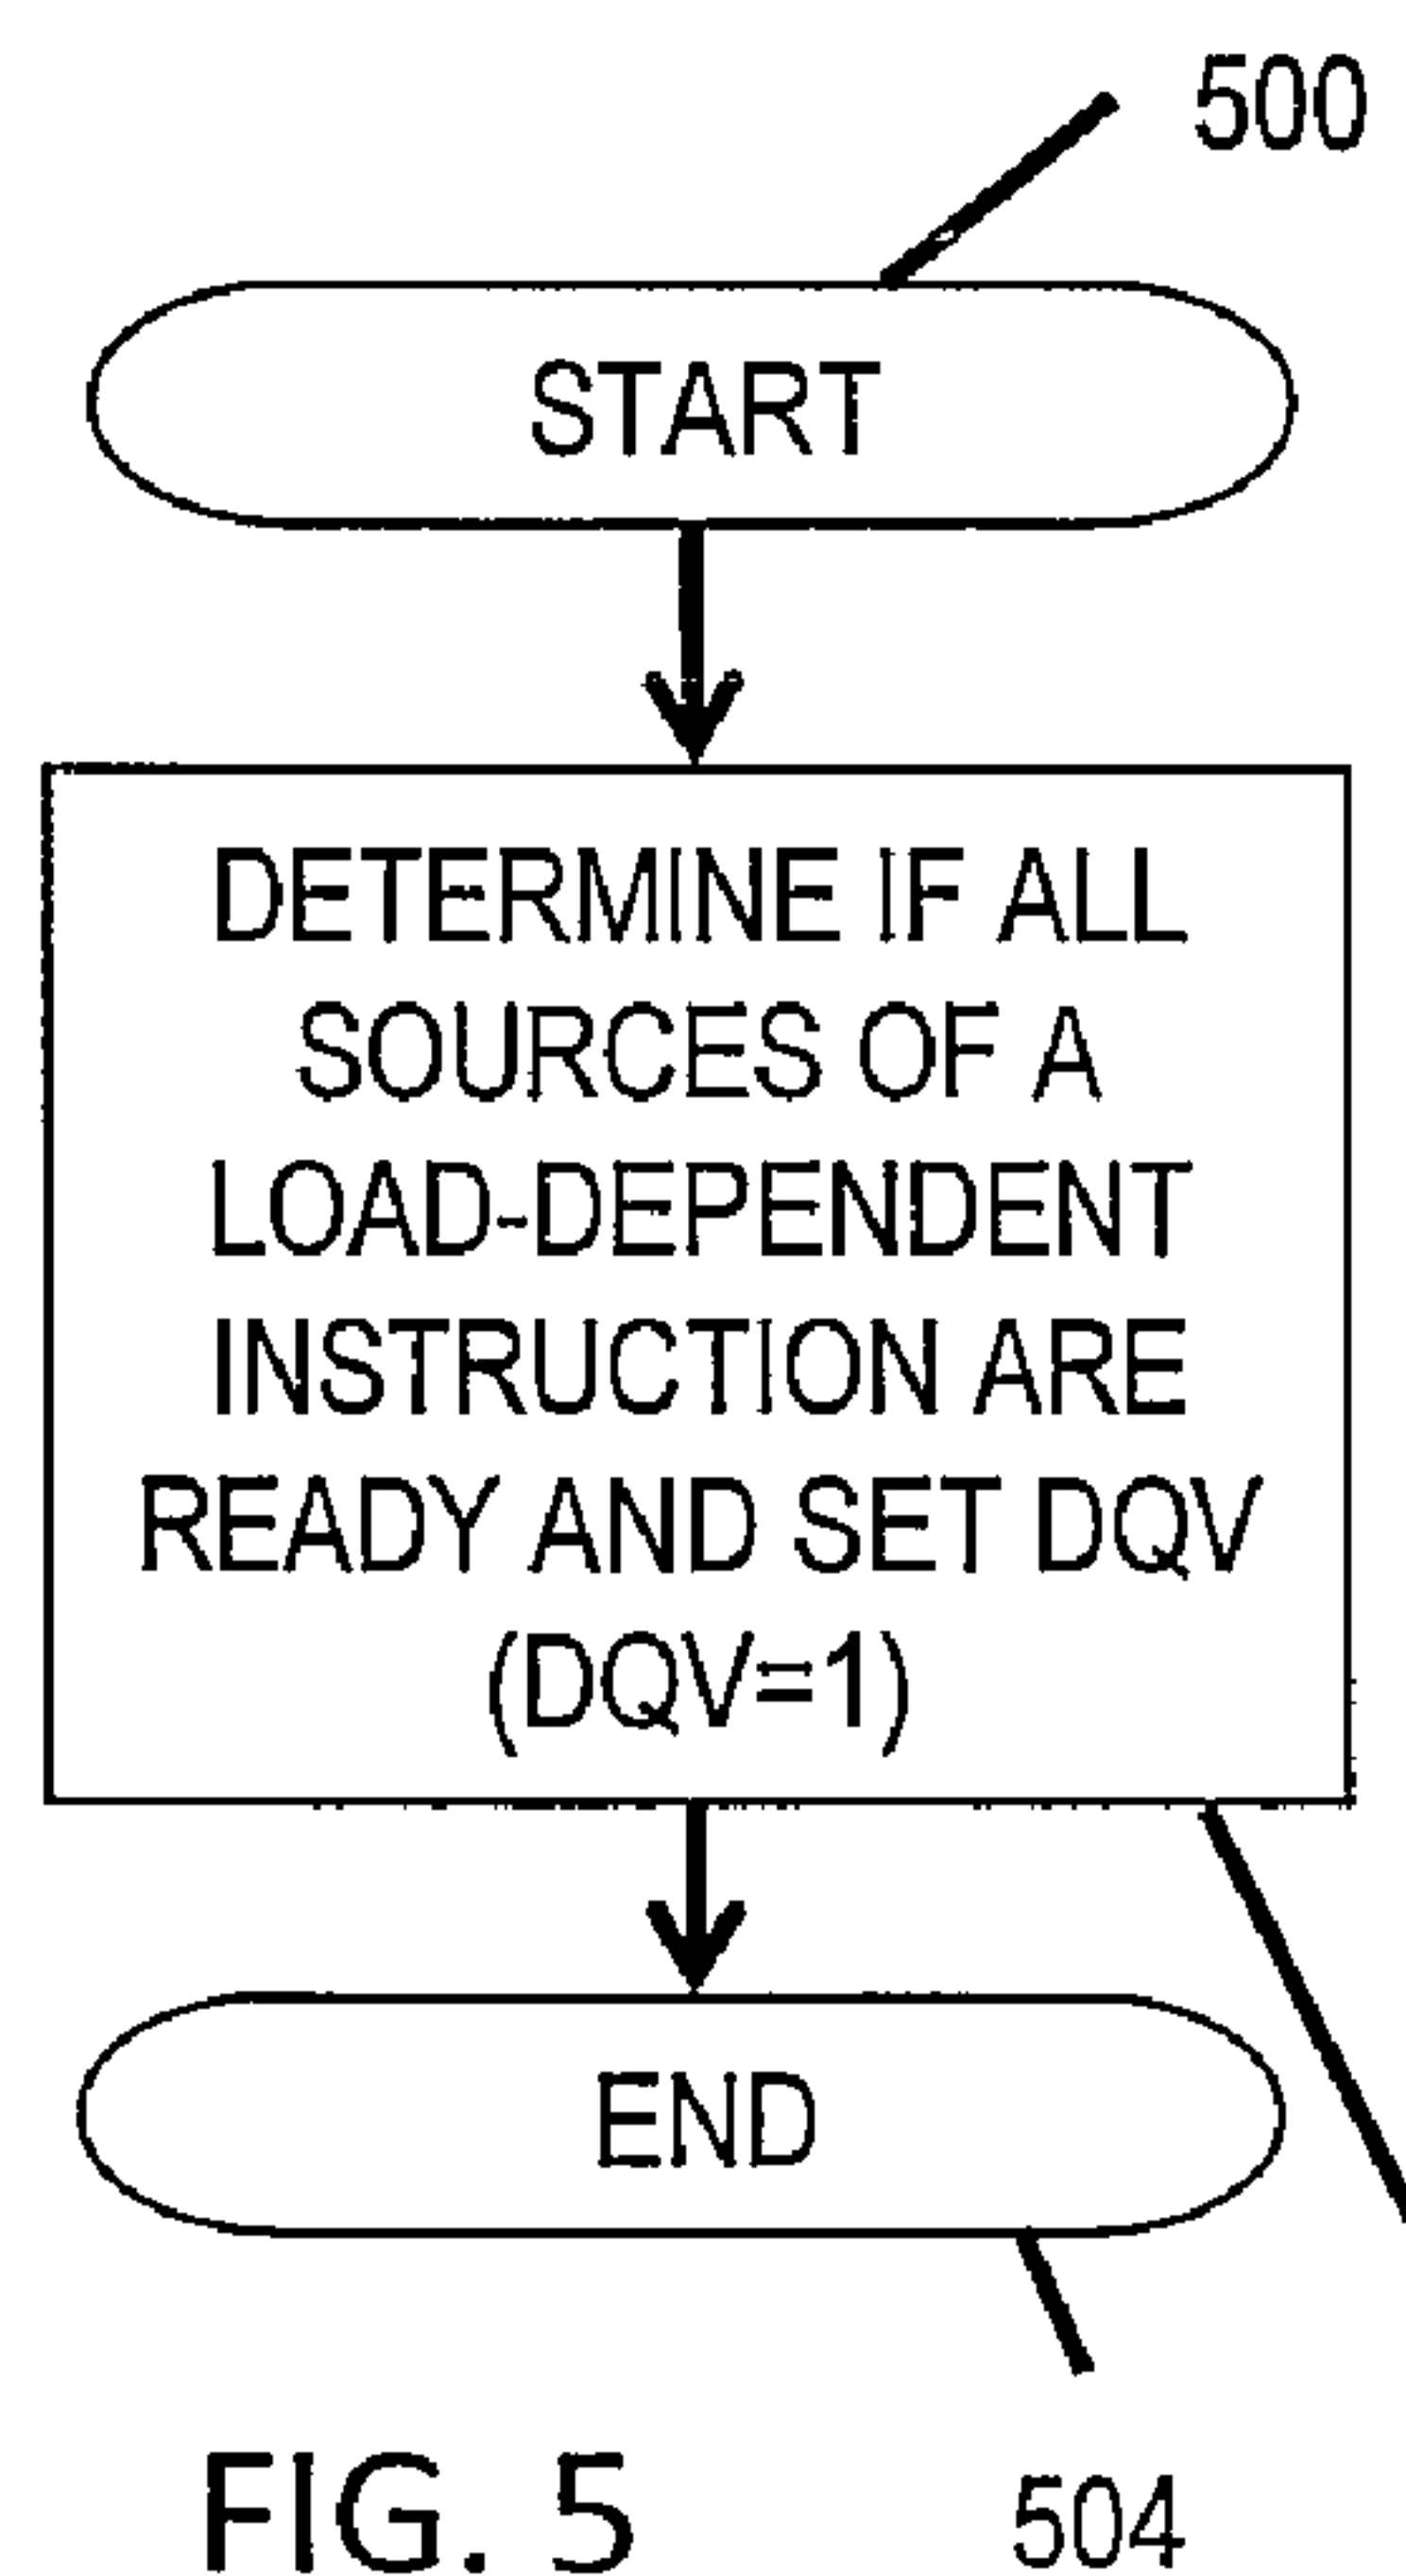 500
START
DETERMINE IF ALL
SOURCES OF A
LOAD-DEPENDENT
INSTRUCTION ARE
READY AND SET DQV
(DQV=1)
END
FIG. 5
504